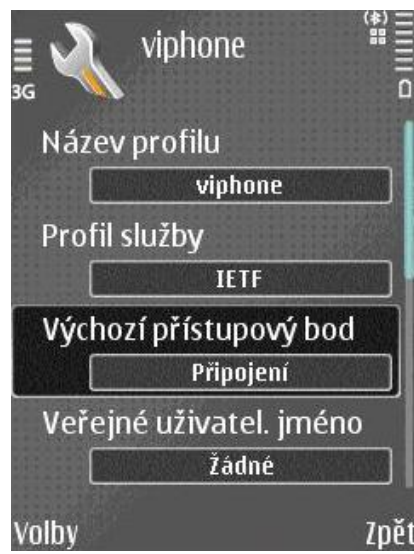 viphone
3G
Název profilu
viphone
Profil služby
IETF
Výchozí přístupový bod
Připojení
Veřejné uživatel. jméno
Žádné
Volby
Zpět